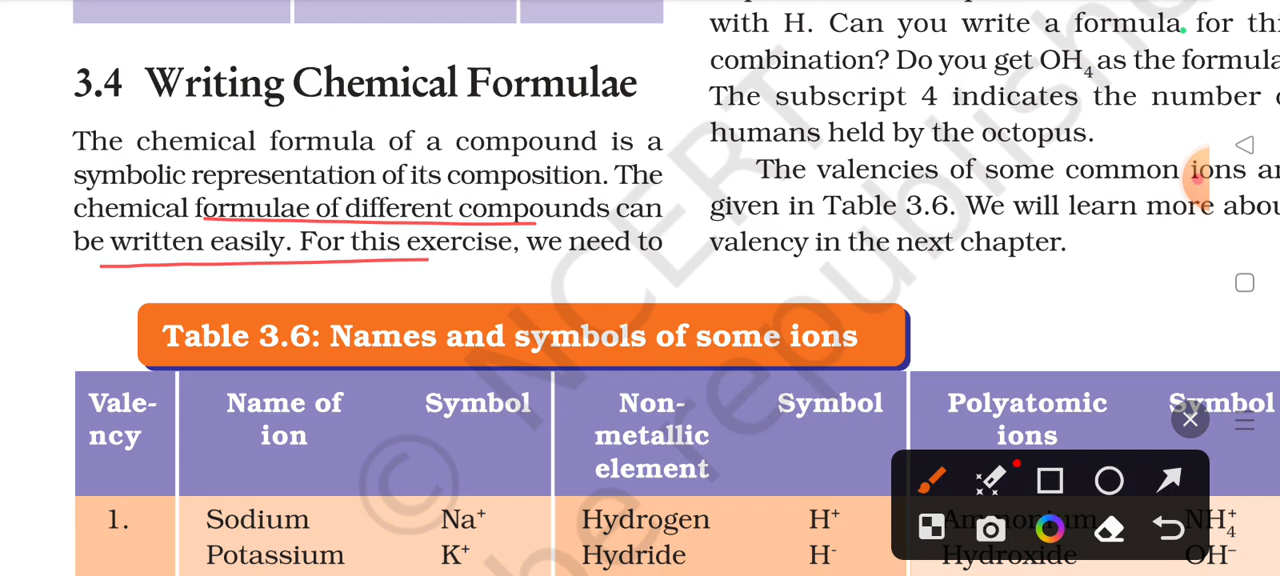 3.4 Writing Chemical Formulae
The chemical formula of a compound is a
symbolic representation of its composition. The
chemical formulae of different compounds can
be written easily. For this exercise, we need to
with H. Can you write a formula for
combination? Do you get OH₄ as the formula
The subscript 4 indicates the number
humans held by the octopus.
The valencies of some common ions
given in Table 3.6. We will learn more
valency in the next chapter.
Table 3.6: Names and symbols of some ions
Vale-
ncy
Name of
ion
Symbol
Non-
metallic
element
Symbol
Polyatomic
ions
Symbol
1. Sodium Na⁺ Hydrogen H⁺ Ammonium NH₄⁺
Potassium K⁺ Hydride H⁻ Hydroxide OH⁻
© NCERT